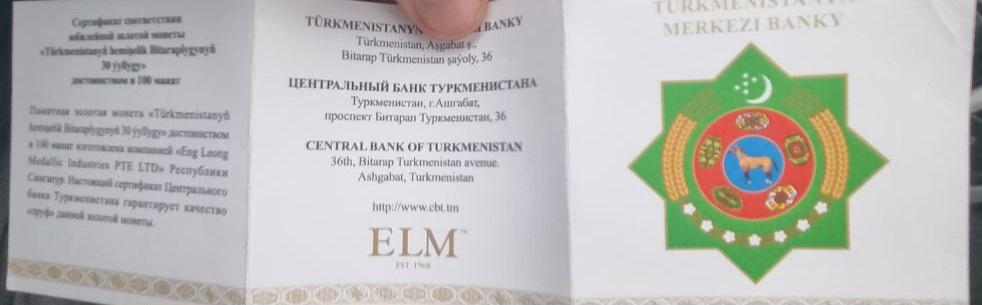 Сертификат соответствия
юбилейной золотой монеты
«Türkmenistanyň hemişelik Bitaraplygynyň
30 ýyllygy»
достоинством в 100 манат
Памятная золотая монета «Türkmenistanyň
hemişelik Bitaraplygynyň 30 ýyllygy» достоинством
в 100 манат изготовлена компанией «Eng Leong
Medallic Industries PTE LTD» Республики
Сингапур. Настоящий сертификат Центрального
банка Туркменистана гарантирует качество
«пруф» данной золотой монеты.
TÜRKMENISTANYŇ BANKY
Türkmenistan, Aşgabat ş.,
Bitarap Türkmenistan şaýoly, 36
ЦЕНТРАЛЬНЫЙ БАНК ТУРКМЕНИСТАНА
Туркменистан, г.Ашгабат,
проспект Битарап Туркменистан, 36
CENTRAL BANK OF TURKMENISTAN
36th, Bitarap Turkmenistan avenue.
Ashgabat, Turkmenistan
http://www.cbt.tm
ELM™
EST 1968
TÜRKMENISTANYŇ
MERKEZI BANKY